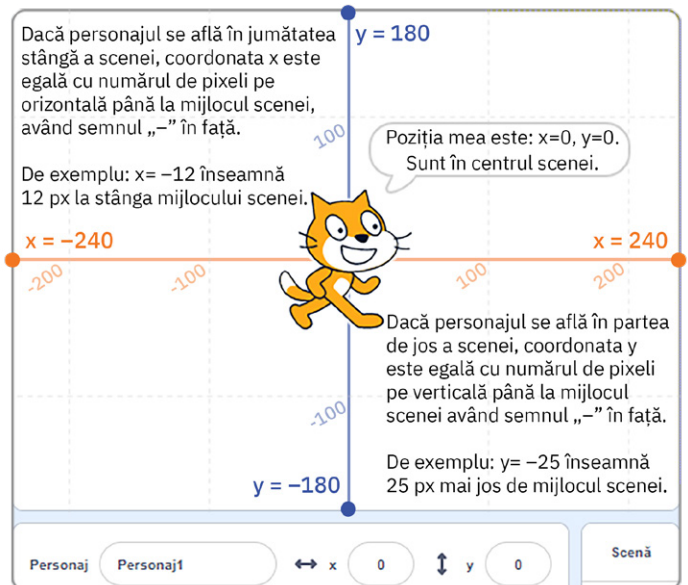 Dacă personajul se află în jumătatea
stângă a scenei, coordonata x este
egală cu numărul de pixeli pe
orizontală până la mijlocul scenei,
având semnul „–” în față.
De exemplu: x= –12 înseamnă
12 px la stânga mijlocului scenei.
y = 180
100
Poziția mea este: x=0, y=0.
Sunt în centrul scenei.
x = –240
x = 240
-200
-100
100
200
Dacă personajul se află în partea
de jos a scenei, coordonata y
este egală cu numărul de pixeli
pe verticală până la mijlocul
scenei având semnul „–” în față.
-100
De exemplu: y= –25 înseamnă
25 px mai jos de mijlocul scenei.
y = –180
Personaj Personaj1 x 0 y 0
Scenă